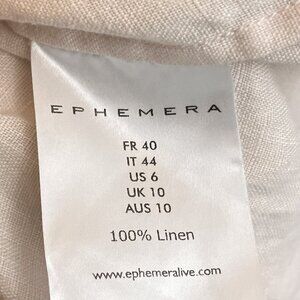 EPHEMERA
FR 40
IT 44
US 6
UK 10
AUS 10
100% Linen
www.ephemeralive.com